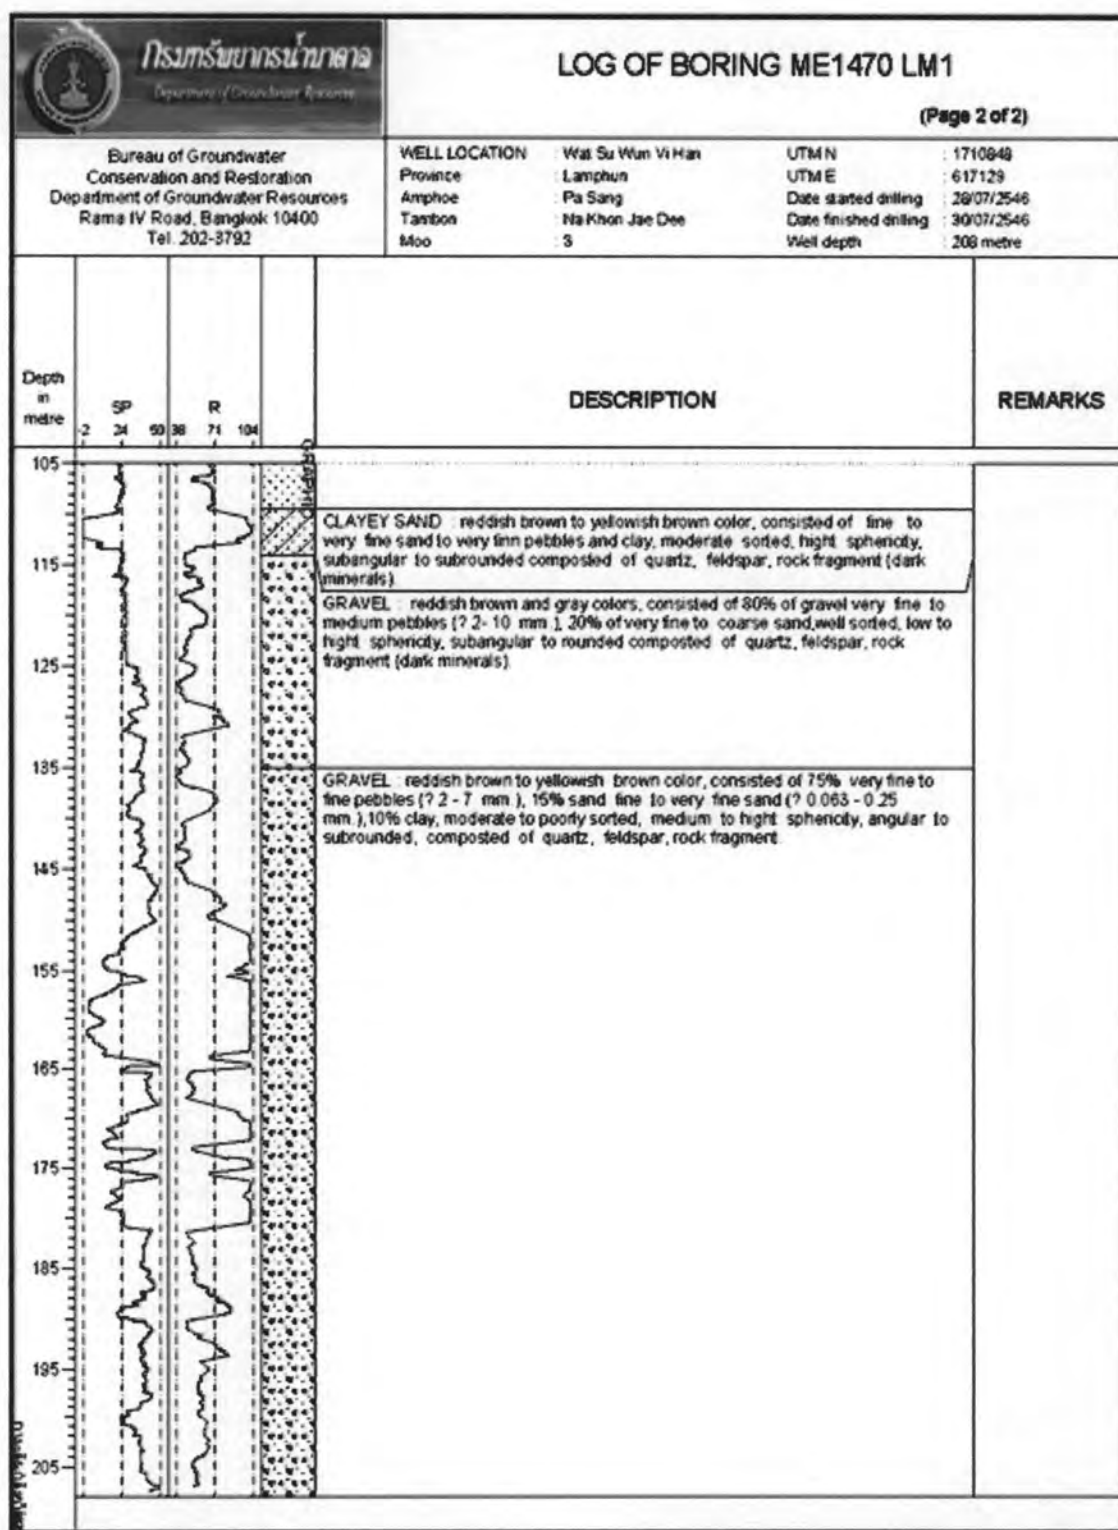 กรมทรัพยากรน้ำบาดาล
Department of Groundwater Resources
LOG OF BORING ME1470 LM1
(Page 2 of 2)
Bureau of Groundwater
Conservation and Restoration
Department of Groundwater Resources
Rama IV Road, Bangkok 10400
Tel. 202-3792
WELL LOCATION : Wat Su Wun Vi Han
Province : Lamphun
Amphoe : Pa Sang
Tambon : Na Khon Jae Dee
Moo : 3
UTM N : 1710848
UTM E : 617129
Date started drilling : 28/07/2546
Date finished drilling : 30/07/2546
Well depth : 208 metre
Depth
in
metre
SP
-2 24 50
R
38 71 104
GRAPHIC
DESCRIPTION
REMARKS
105
CLAYEY SAND : reddish brown to yellowish brown color, consisted of fine to
very fine sand to very finn pebbles and clay, moderate sorted, hight sphericity,
subangular to subrounded composted of quartz, feldspar, rock fragment (dark
minerals)
115
GRAVEL : reddish brown and gray colors, consisted of 80% of gravel very fine to
medium pebbles (? 2- 10 mm.), 20% of very fine to coarse sand,well sorted, low to
hight sphericity, subangular to rounded composted of quartz, feldspar, rock
fragment (dark minerals)
125
135
GRAVEL : reddish brown to yellowish brown color, consisted of 75% very fine to
fine pebbles (? 2 - 7 mm.), 15% sand fine to very fine sand (? 0.063 - 0.25
mm.),10% clay, moderate to poorly sorted, medium to hight sphericity, angular to
subrounded, composted of quartz, feldspar, rock fragment
145
155
165
175
185
195
205